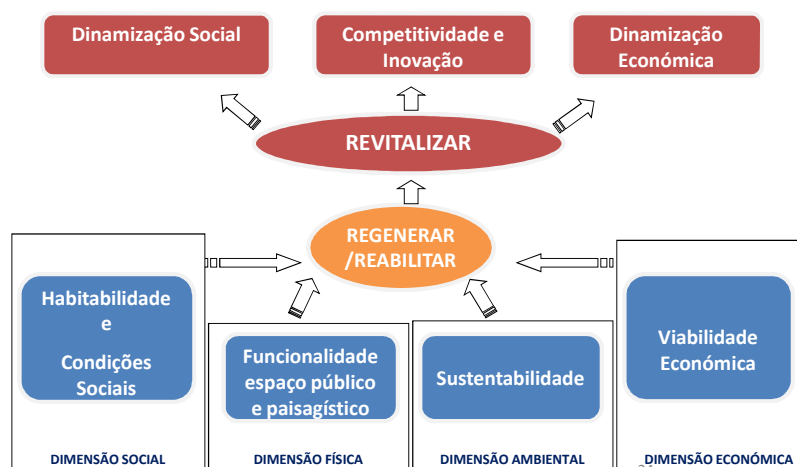 Dinamização Social
Competitividade e
Inovação
Dinamização
Económica
REVITALIZAR
REGENERAR
/REABILITAR
Habitabilidade
e
Condições
Sociais
Funcionalidade
espaço público
e paisagístico
Sustentabilidade
Viabilidade
Económica
DIMENSÃO SOCIAL
DIMENSÃO FÍSICA
DIMENSÃO AMBIENTAL
DIMENSÃO ECONÓMICA